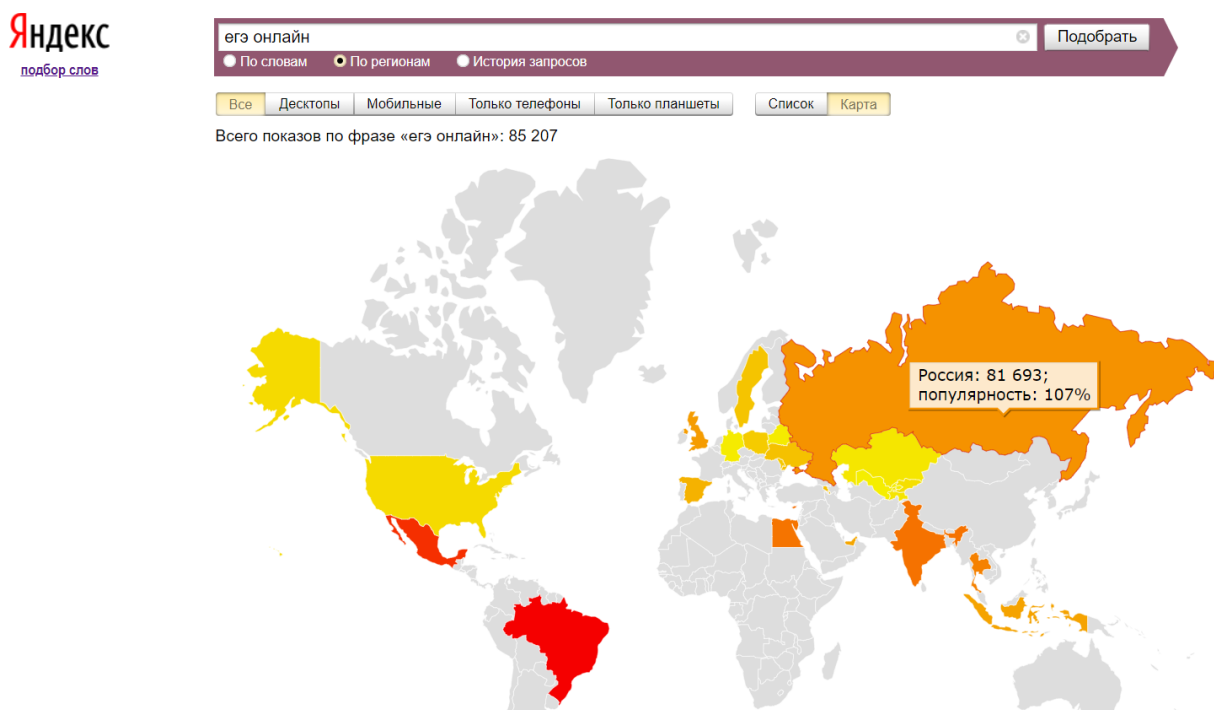 Яндекс
подбор слов
егэ онлайн
Подобрать
По словам По регионам История запросов
Все Десктопы Мобильные Только телефоны Только планшеты Список Карта
Всего показов по фразе «егэ онлайн»: 85 207
Россия: 81 693;
популярность: 107%